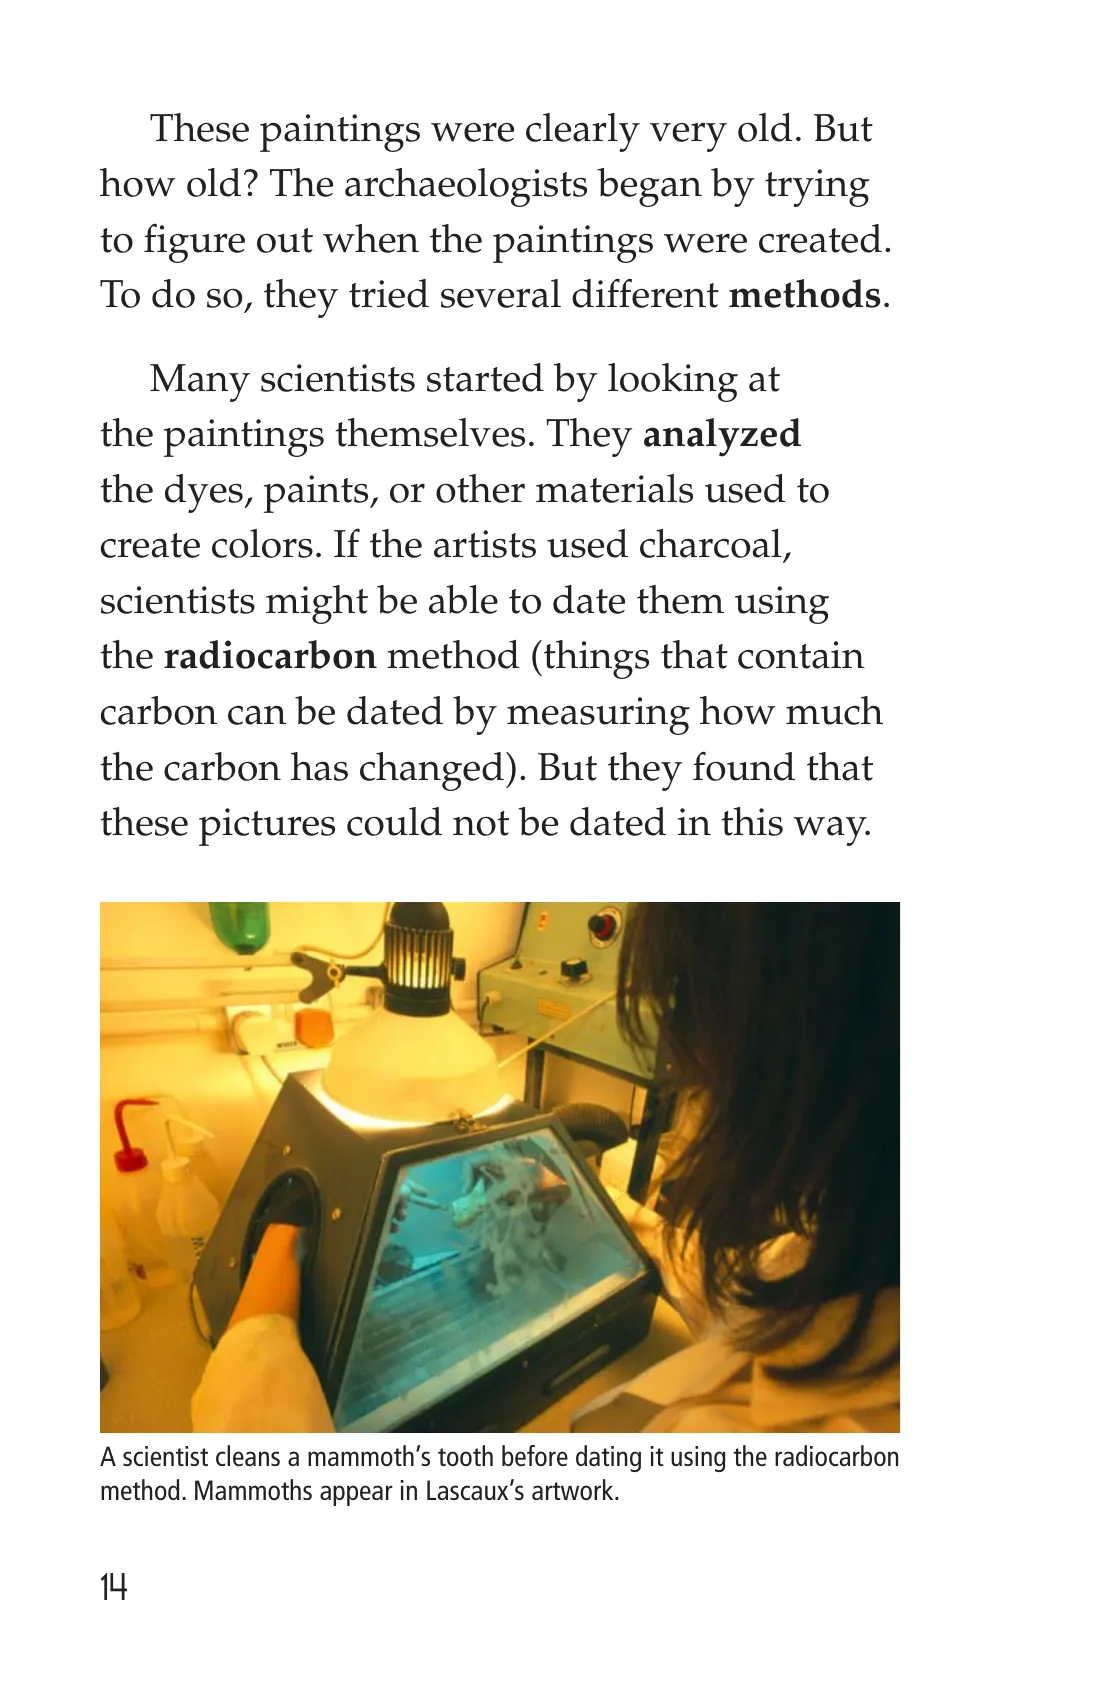 These paintings were clearly very old. But
how old? The archaeologists began by trying
to figure out when the paintings were created.
To do so, they tried several different methods.
Many scientists started by looking at
the paintings themselves. They analyzed
the dyes, paints, or other materials used to
create colors. If the artists used charcoal,
scientists might be able to date them using
the radiocarbon method (things that contain
carbon can be dated by measuring how much
the carbon has changed). But they found that
these pictures could not be dated in this way.
A scientist cleans a mammoth’s tooth before dating it using the radiocarbon
method. Mammoths appear in Lascaux’s artwork.
14